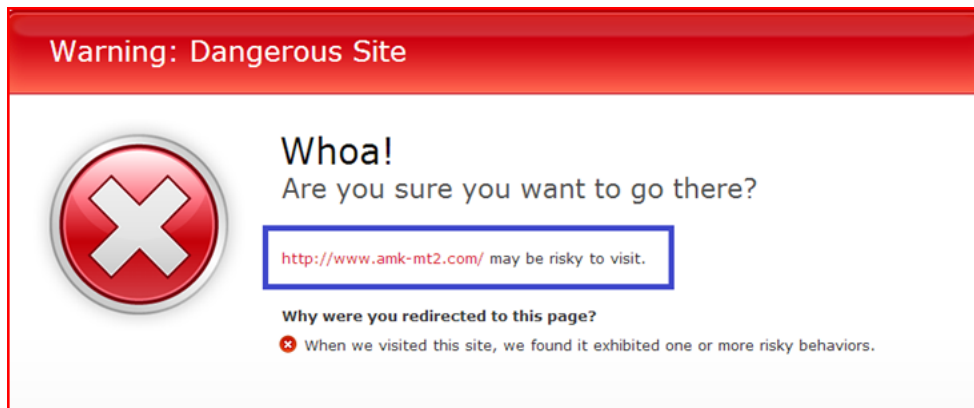 Warning: Dangerous Site
Whoa!
Are you sure you want to go there?
http://www.amk-mt2.com/ may be risky to visit.
Why were you redirected to this page?
When we visited this site, we found it exhibited one or more risky behaviors.